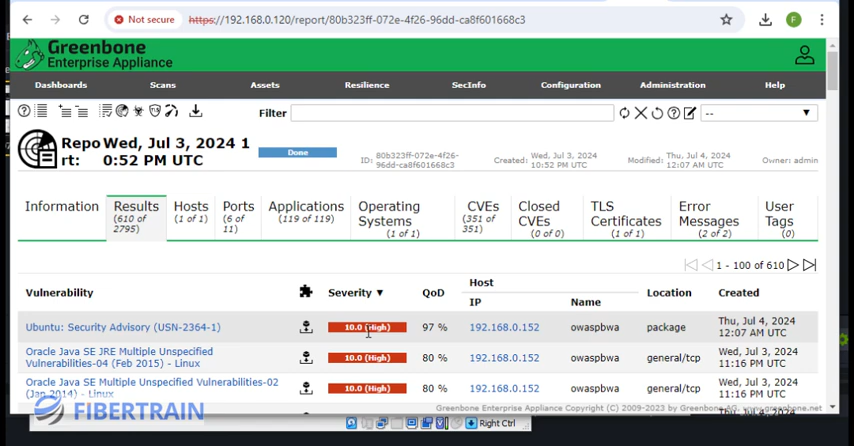 Not secure https://192.168.0.120/report/80b323ff-072e-4f26-96dd-ca8f601668c3 F
Greenbone
Enterprise Appliance
Dashboards Scans Assets Resilience SecInfo Configuration Administration Help
Filter --
Repo Wed, Jul 3, 2024 1
rt: 0:52 PM UTC
Done
ID: 80b323ff-072e-4f26-
96dd-ca8f601668c3
Created: Wed, Jul 3, 2024
10:52 PM UTC
Modified: Thu, Jul 4, 2024
12:07 AM UTC
Owner: admin
Information
Results
(610 of
2795)
Hosts
(1 of 1)
Ports
(6 of
11)
Applications
(119 of 119)
Operating
Systems
(1 of 1)
CVEs
(351 of
351)
Closed
CVEs
(0 of 0)
TLS
Certificates
(1 of 1)
Error
Messages
(2 of 2)
User
Tags
(0)
1 - 100 of 610
Vulnerability Severity ▼ QoD Host Location Created
IP Name
Ubuntu: Security Advisory (USN-2364-1) 10.0 (High) 97 % 192.168.0.152 owaspbwa package Thu, Jul 4, 2024
12:07 AM UTC
Oracle Java SE JRE Multiple Unspecified
Vulnerabilities-04 (Feb 2015) - Linux 10.0 (High) 80 % 192.168.0.152 owaspbwa general/tcp Wed, Jul 3, 2024
11:16 PM UTC
Oracle Java SE Multiple Unspecified Vulnerabilities-02
(Jan 2014) - Linux 10.0 (High) 80 % 192.168.0.152 owaspbwa general/tcp Wed, Jul 3, 2024
11:16 PM UTC
Greenbone Enterprise Appliance Copyright (C) 2009-2023 by Greenbone AG, www.greenbone.net
FIBERTRAIN
Right Ctrl